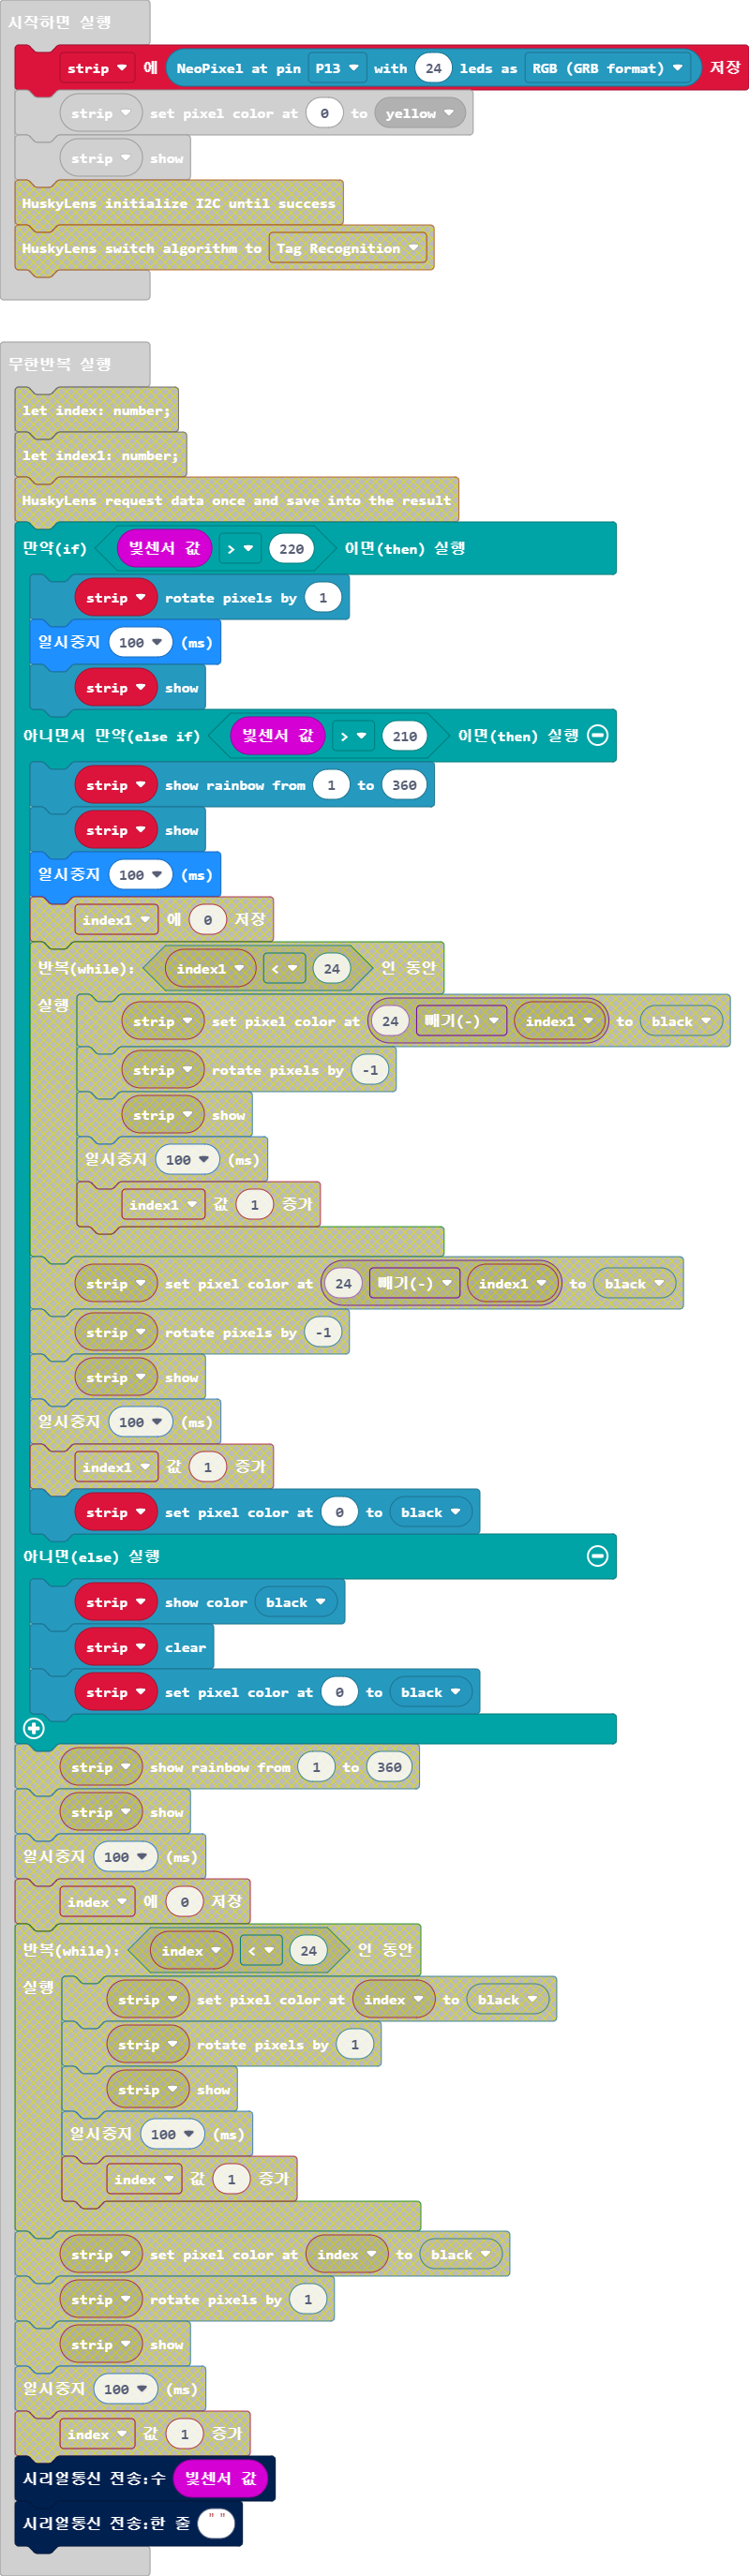 시작하면 실행
strip 에 NeoPixel at pin P13 with 24 leds as RGB (GRB format) 저장
strip set pixel color at 0 to yellow
strip show
HuskyLens initialize I2C until success
HuskyLens switch algorithm to Tag Recognition
무한반복 실행
let index: number;
let index1: number;
HuskyLens request data once and save into the result
만약(if) 빛센서 값 > 220 이면(then) 실행
strip rotate pixels by 1
일시중지 100 (ms)
strip show
아니면서 만약(else if) 빛센서 값 > 210 이면(then) 실행
strip show rainbow from 1 to 360
strip show
일시중지 100 (ms)
index1 에 0 저장
반복(while): index1 < 24 인 동안
실행 strip set pixel color at 24 빼기(-) index1 to black
strip rotate pixels by -1
strip show
일시중지 100 (ms)
index1 값 1 증가
strip set pixel color at 24 빼기(-) index1 to black
strip rotate pixels by -1
strip show
일시중지 100 (ms)
index1 값 1 증가
strip set pixel color at 0 to black
아니면(else) 실행
strip show color black
strip clear
strip set pixel color at 0 to black
strip show rainbow from 1 to 360
strip show
일시중지 100 (ms)
index 에 0 저장
반복(while): index < 24 인 동안
실행 strip set pixel color at index to black
strip rotate pixels by 1
strip show
일시중지 100 (ms)
index 값 1 증가
strip set pixel color at index to black
strip rotate pixels by 1
strip show
일시중지 100 (ms)
index 값 1 증가
시리얼통신 전송:수 빛센서 값
시리얼통신 전송:한 줄 " "